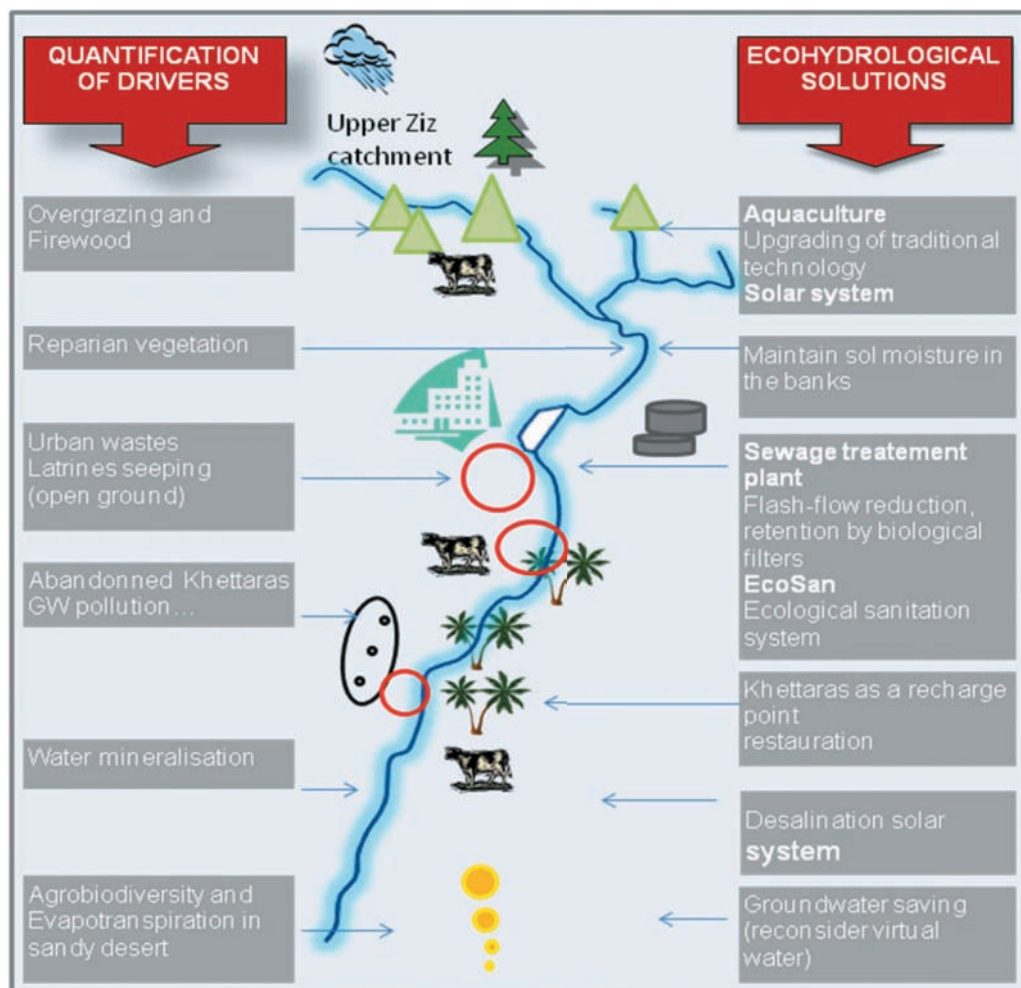 QUANTIFICATION
OF DRIVERS
Upper Ziz
catchment
ECOHYDROLOGICAL
SOLUTIONS
Overgrazing and
Firewood
Reparian vegetation
Urban wastes
Latrines seeping
(open ground)
Abandonned Khettaras
GW pollution...
Water mineralisation
Agrobiodiversity and
Evapotranspiration in
sandy desert
Aquaculture
Upgrading of traditional
technology
Solar system
Maintain sol moisture in
the banks
Sewage treatement
plant
Flash-flow reduction,
retention by biological
filters
EcoSan
Ecological sanitation
system
Khettaras as a recharge
point
restauration
Desalination solar
system
Groundwater saving
(reconsider virtual
water)